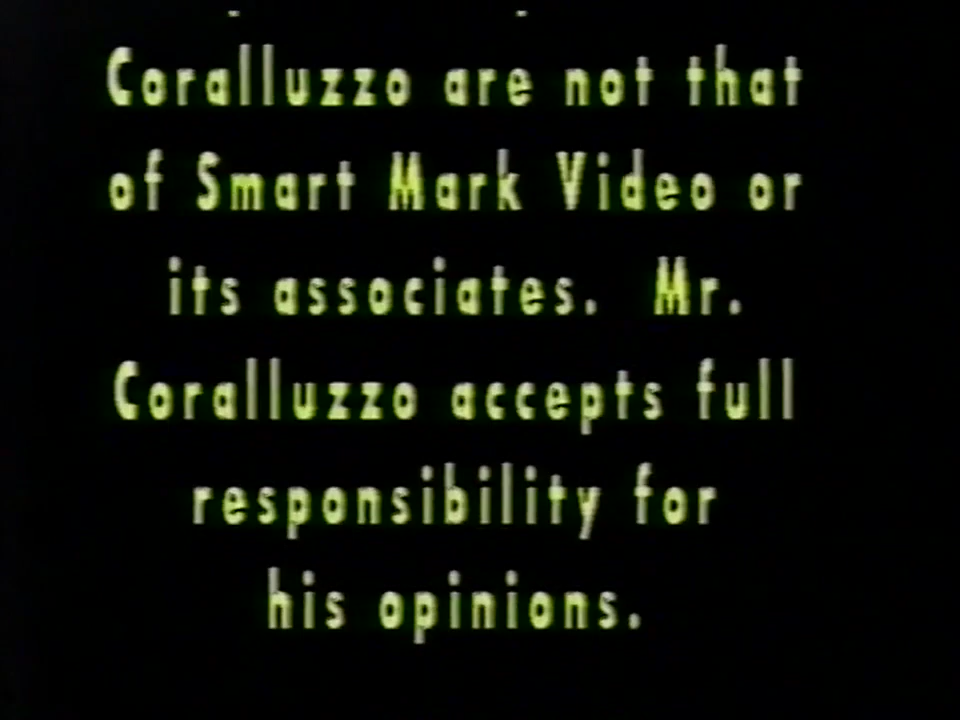 Coralluzzo are not that
of Smart Mark Video or
its associates.  Mr.
Coralluzzo accepts full
responsibility for
his opinions.